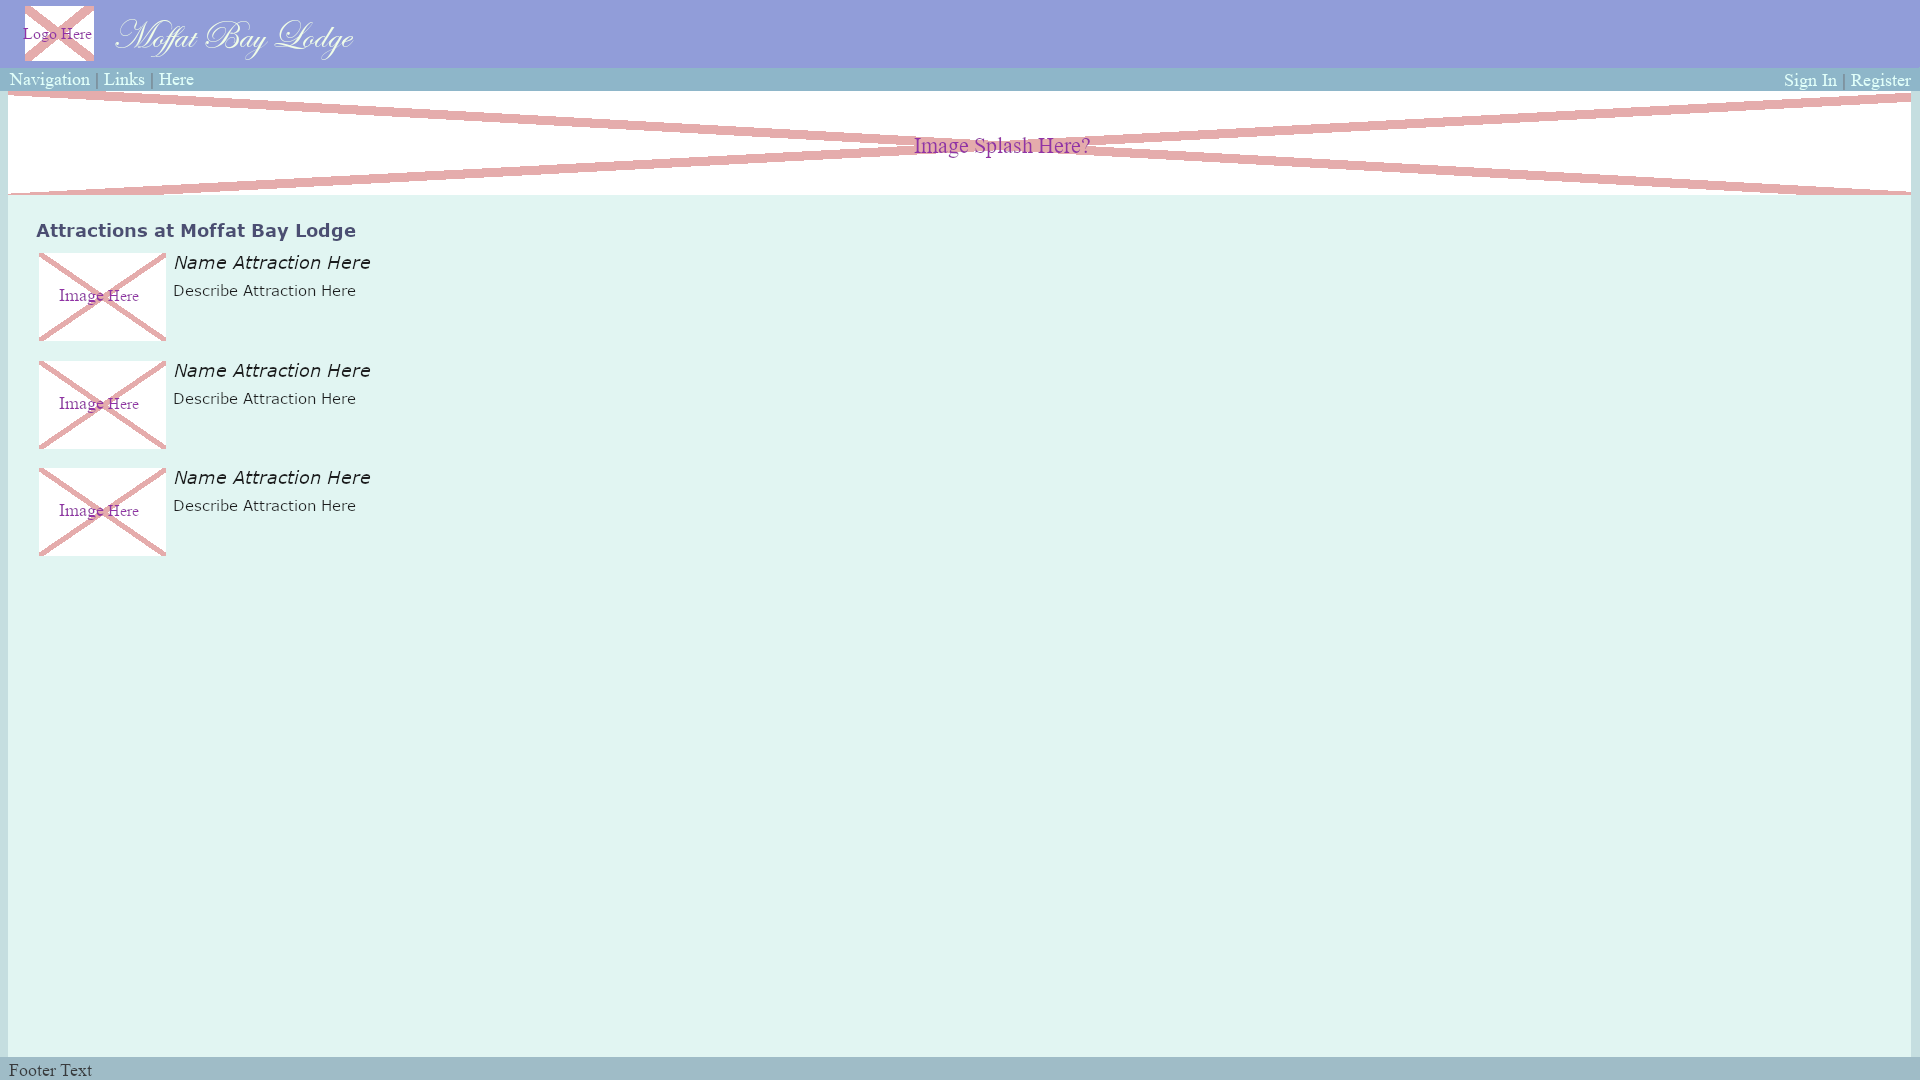 Logo Here
Moffat Bay Lodge
Navigation | Links | Here
Sign In | Register
Image Splash Here?
Attractions at Moffat Bay Lodge
Image Here
Name Attraction Here
Describe Attraction Here
Image Here
Name Attraction Here
Describe Attraction Here
Image Here
Name Attraction Here
Describe Attraction Here
Footer Text